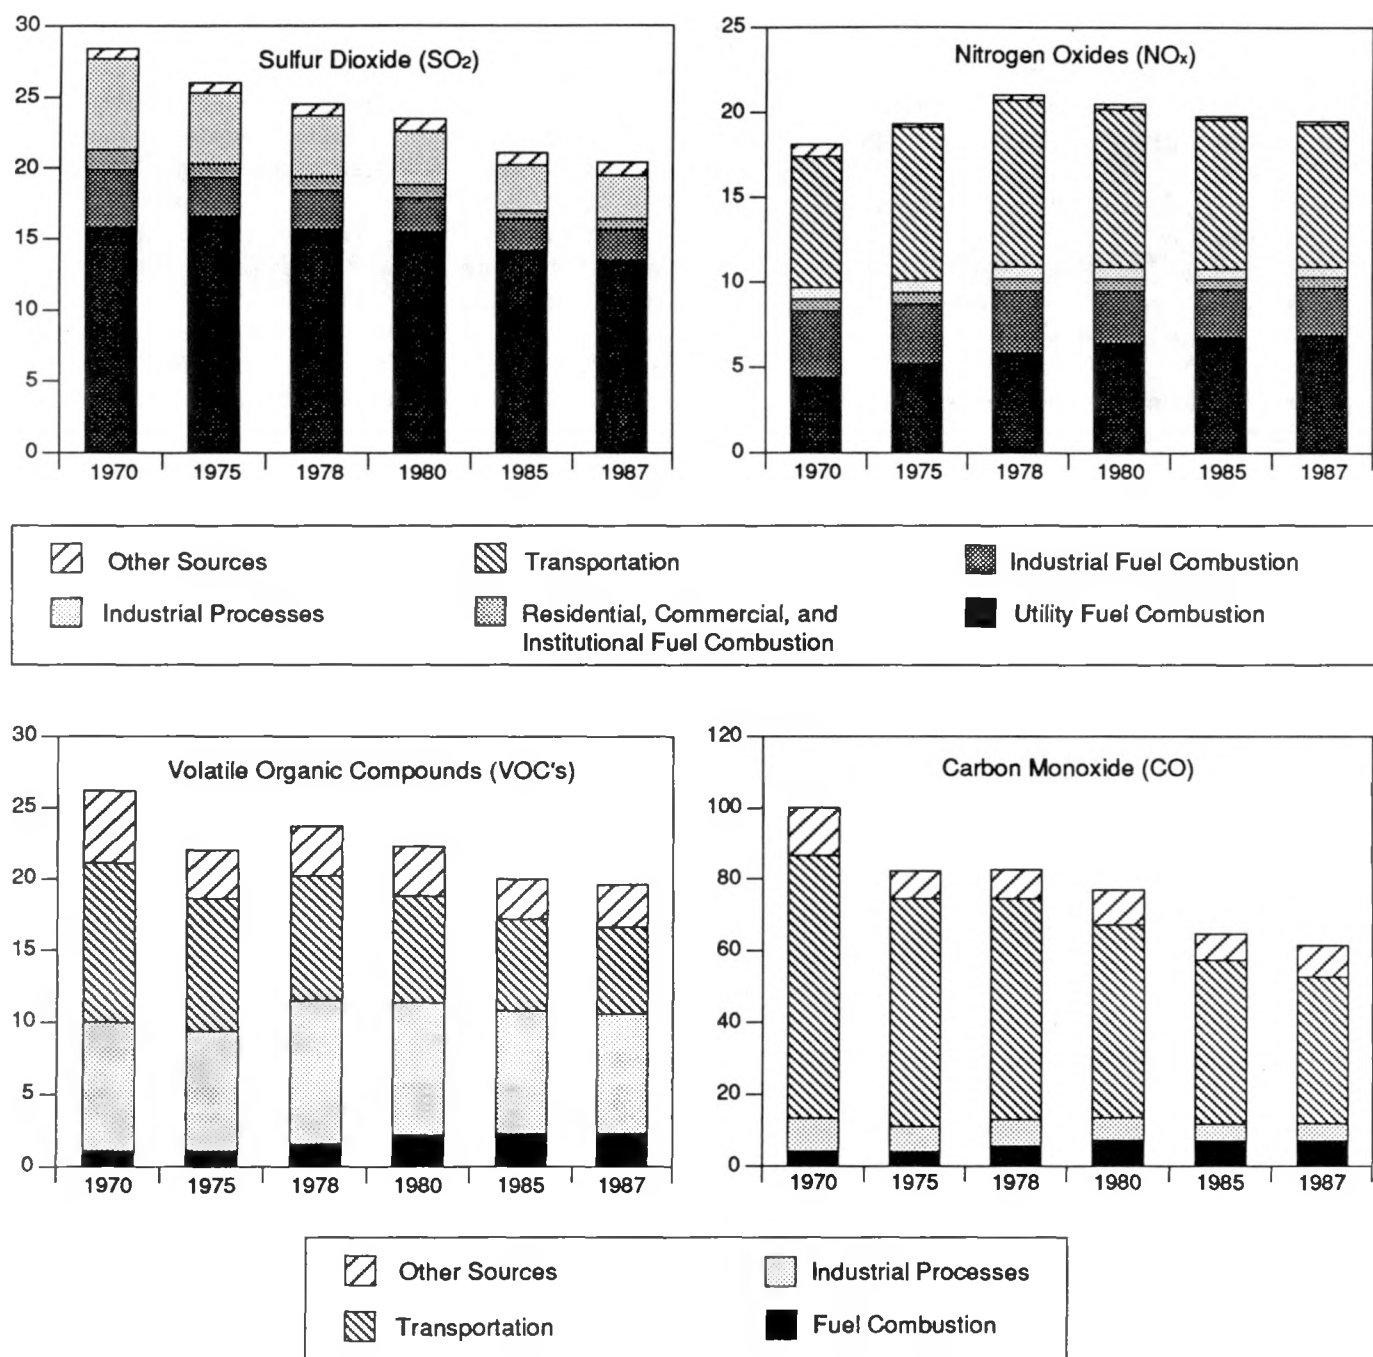 Sulfur Dioxide (SO2)
30
25
20
15
10
5
0
1970 1975 1978 1980 1985 1987
Nitrogen Oxides (NOx)
25
20
15
10
5
0
1970 1975 1978 1980 1985 1987
Other Sources
Transportation
Industrial Fuel Combustion
Industrial Processes
Residential, Commercial, and
Institutional Fuel Combustion
Utility Fuel Combustion
Volatile Organic Compounds (VOC's)
30
25
20
15
10
5
0
1970 1975 1978 1980 1985 1987
Carbon Monoxide (CO)
120
100
80
60
40
20
0
1970 1975 1978 1980 1985 1987
Other Sources
Industrial Processes
Transportation
Fuel Combustion